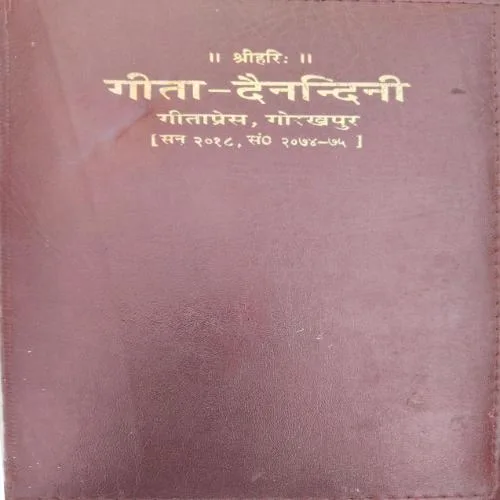 ॥ श्रीहरिः ॥
गीता-दैनन्दिनी
गीताप्रेस, गोरखपुर
[ सन् २०१८, सं० २०७४-७५ ]